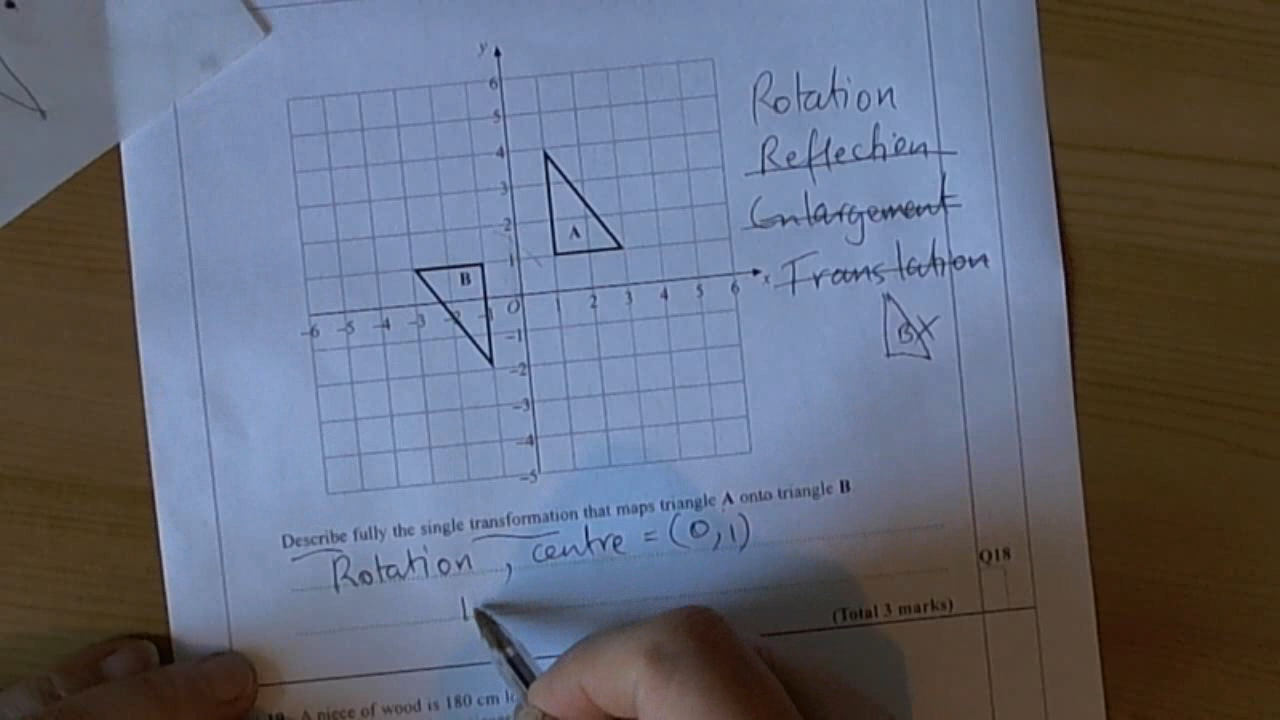 y
6
5
4
3
2
1
A
B
-6 -5 -4 -3 -2 -1 O 1 2 3 4 5 6 x
-1
-2
-3
-4
-5
Rotation
Reflection
Enlargement
Translation
B X
Describe fully the single transformation that maps triangle A onto triangle B
Rotation , centre = (0,1)
1
Q18
(Total 3 marks)
A piece of wood is 180 cm